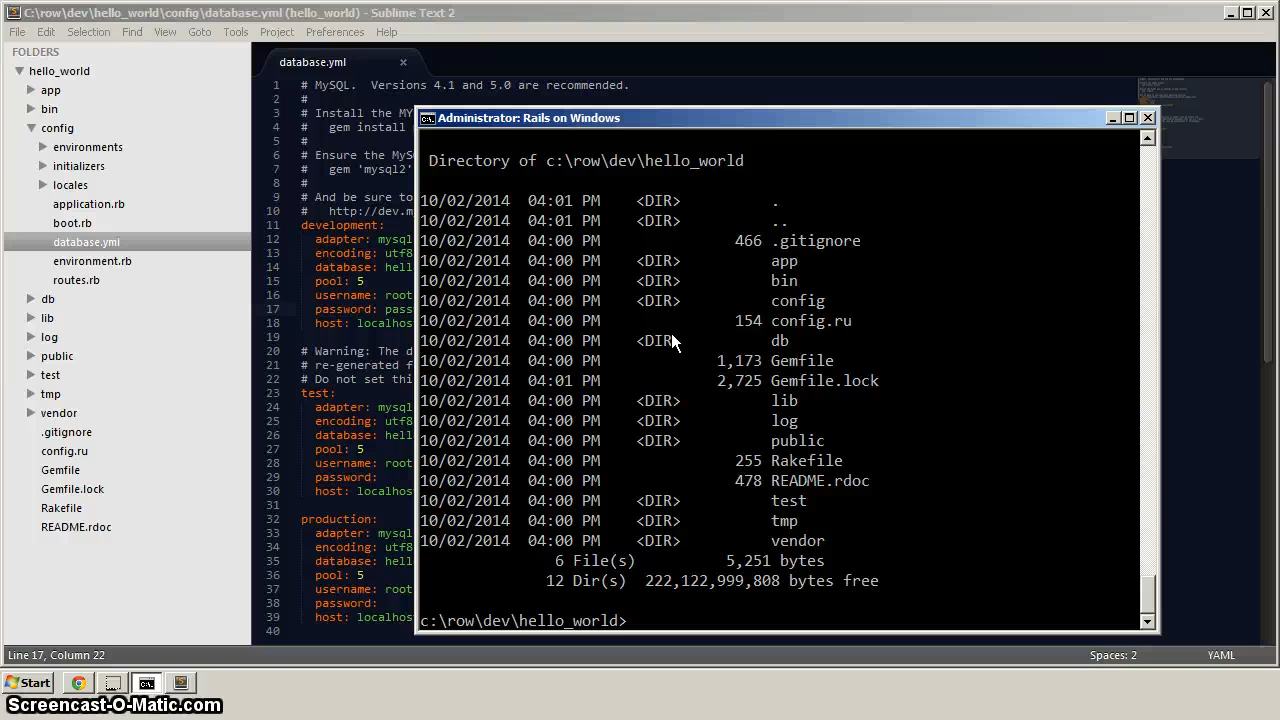 C:\row\dev\hello_world\config\database.yml (hello_world) - Sublime Text 2
File Edit Selection Find View Goto Tools Project Preferences Help
FOLDERS
hello_world
app
bin
config
environments
initializers
locales
application.rb
boot.rb
database.yml
environment.rb
routes.rb
db
lib
log
public
test
tmp
vendor
.gitignore
config.ru
Gemfile
Gemfile.lock
Rakefile
README.rdoc
database.yml ×
1 # MySQL. Versions 4.1 and 5.0 are recommended.
2 #
3 # Install the MY
4 # gem install
5 #
6 # Ensure the MyS
7 # gem 'mysql2'
8 #
9 # And be sure to
10 # http://dev.m
11 development:
12 adapter: mysql
13 encoding: utf8
14 database: hell
15 pool: 5
16 username: root
17 password: pass
18 host: localhos
19
20 # Warning: The d
21 # re-generated f
22 # Do not set thi
23 test:
24 adapter: mysql
25 encoding: utf8
26 database: hell
27 pool: 5
28 username: root
29 password:
30 host: localhos
31
32 production:
33 adapter: mysql
34 encoding: utf8
35 database: hell
36 pool: 5
37 username: root
38 password:
39 host: localhos
40
Administrator: Rails on Windows
Directory of c:\row\dev\hello_world
10/02/2014 04:01 PM <DIR> .
10/02/2014 04:01 PM <DIR> ..
10/02/2014 04:00 PM 466 .gitignore
10/02/2014 04:00 PM <DIR> app
10/02/2014 04:00 PM <DIR> bin
10/02/2014 04:00 PM <DIR> config
10/02/2014 04:00 PM 154 config.ru
10/02/2014 04:00 PM <DIR> db
10/02/2014 04:00 PM 1,173 Gemfile
10/02/2014 04:01 PM 2,725 Gemfile.lock
10/02/2014 04:00 PM <DIR> lib
10/02/2014 04:00 PM <DIR> log
10/02/2014 04:00 PM <DIR> public
10/02/2014 04:00 PM 255 Rakefile
10/02/2014 04:00 PM 478 README.rdoc
10/02/2014 04:00 PM <DIR> test
10/02/2014 04:00 PM <DIR> tmp
10/02/2014 04:00 PM <DIR> vendor
6 File(s) 5,251 bytes
12 Dir(s) 222,122,999,808 bytes free
c:\row\dev\hello_world>
Line 17, Column 22 Spaces: 2 YAML
Start
Screencast-O-Matic.com